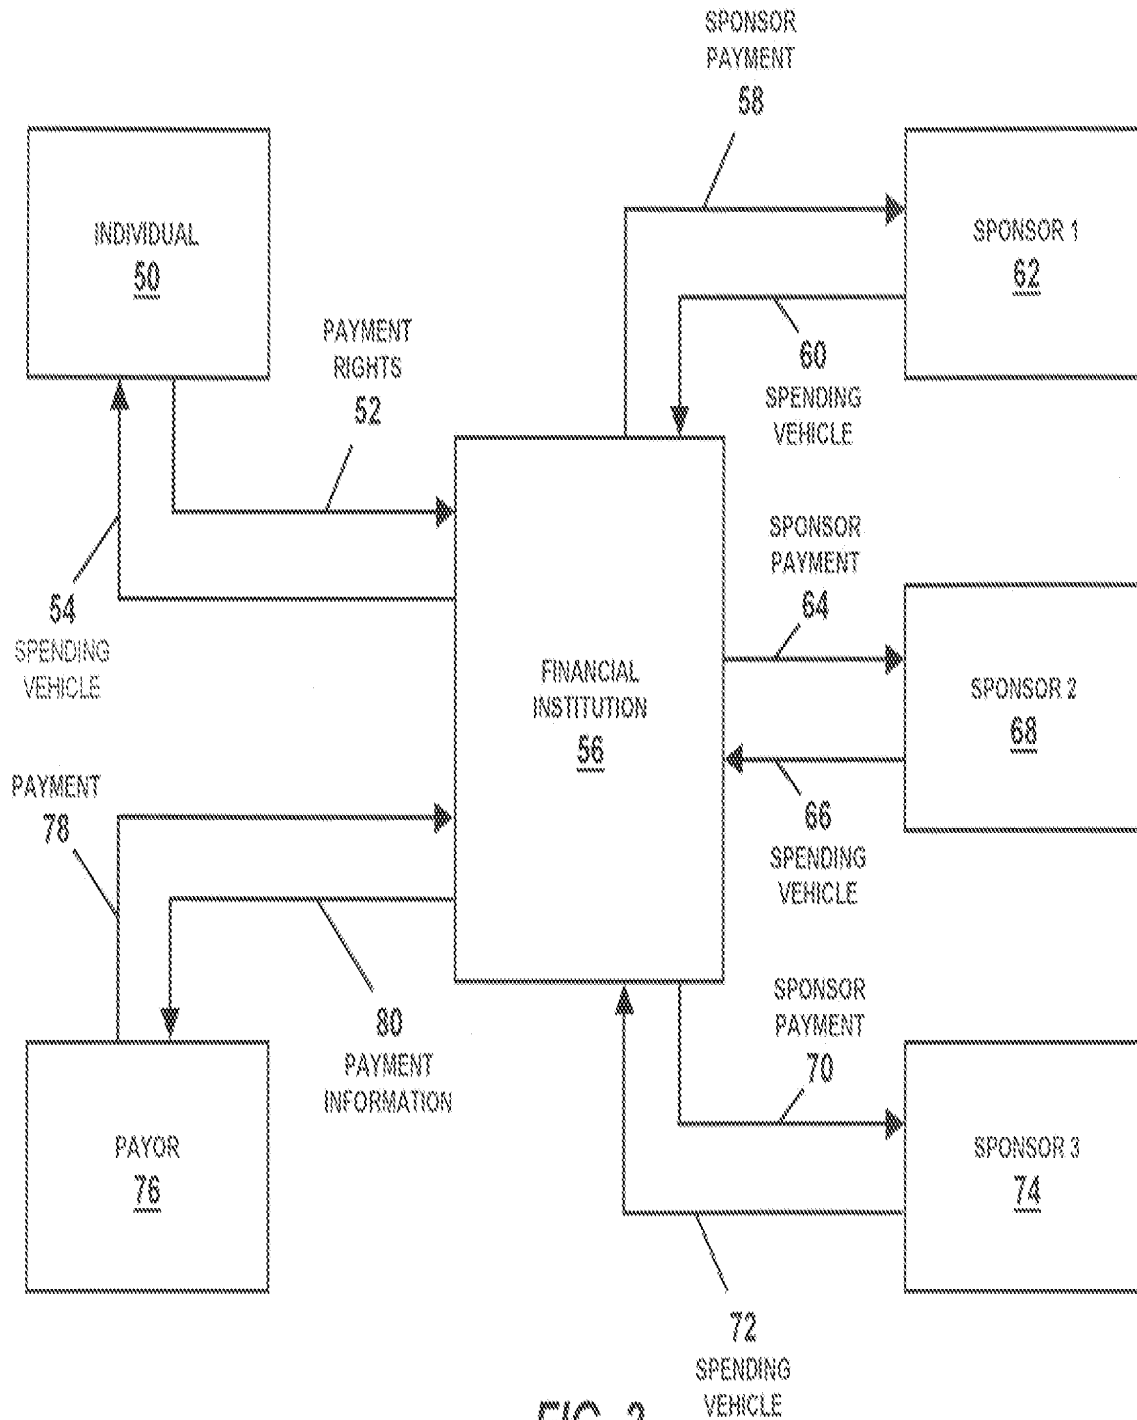 SPONSOR
PAYMENT
58
INDIVIDUAL
50
SPONSOR 1
62
PAYMENT
RIGHTS
52
60
SPENDING
VEHICLE
54
SPENDING
VEHICLE
SPONSOR
PAYMENT
64
FINANCIAL
INSTITUTION
56
SPONSOR 2
68
PAYMENT
78
66
SPENDING
VEHICLE
80
PAYMENT
INFORMATION
SPONSOR
PAYMENT
70
PAYOR
76
SPONSOR 3
74
72
SPENDING
VEHICLE